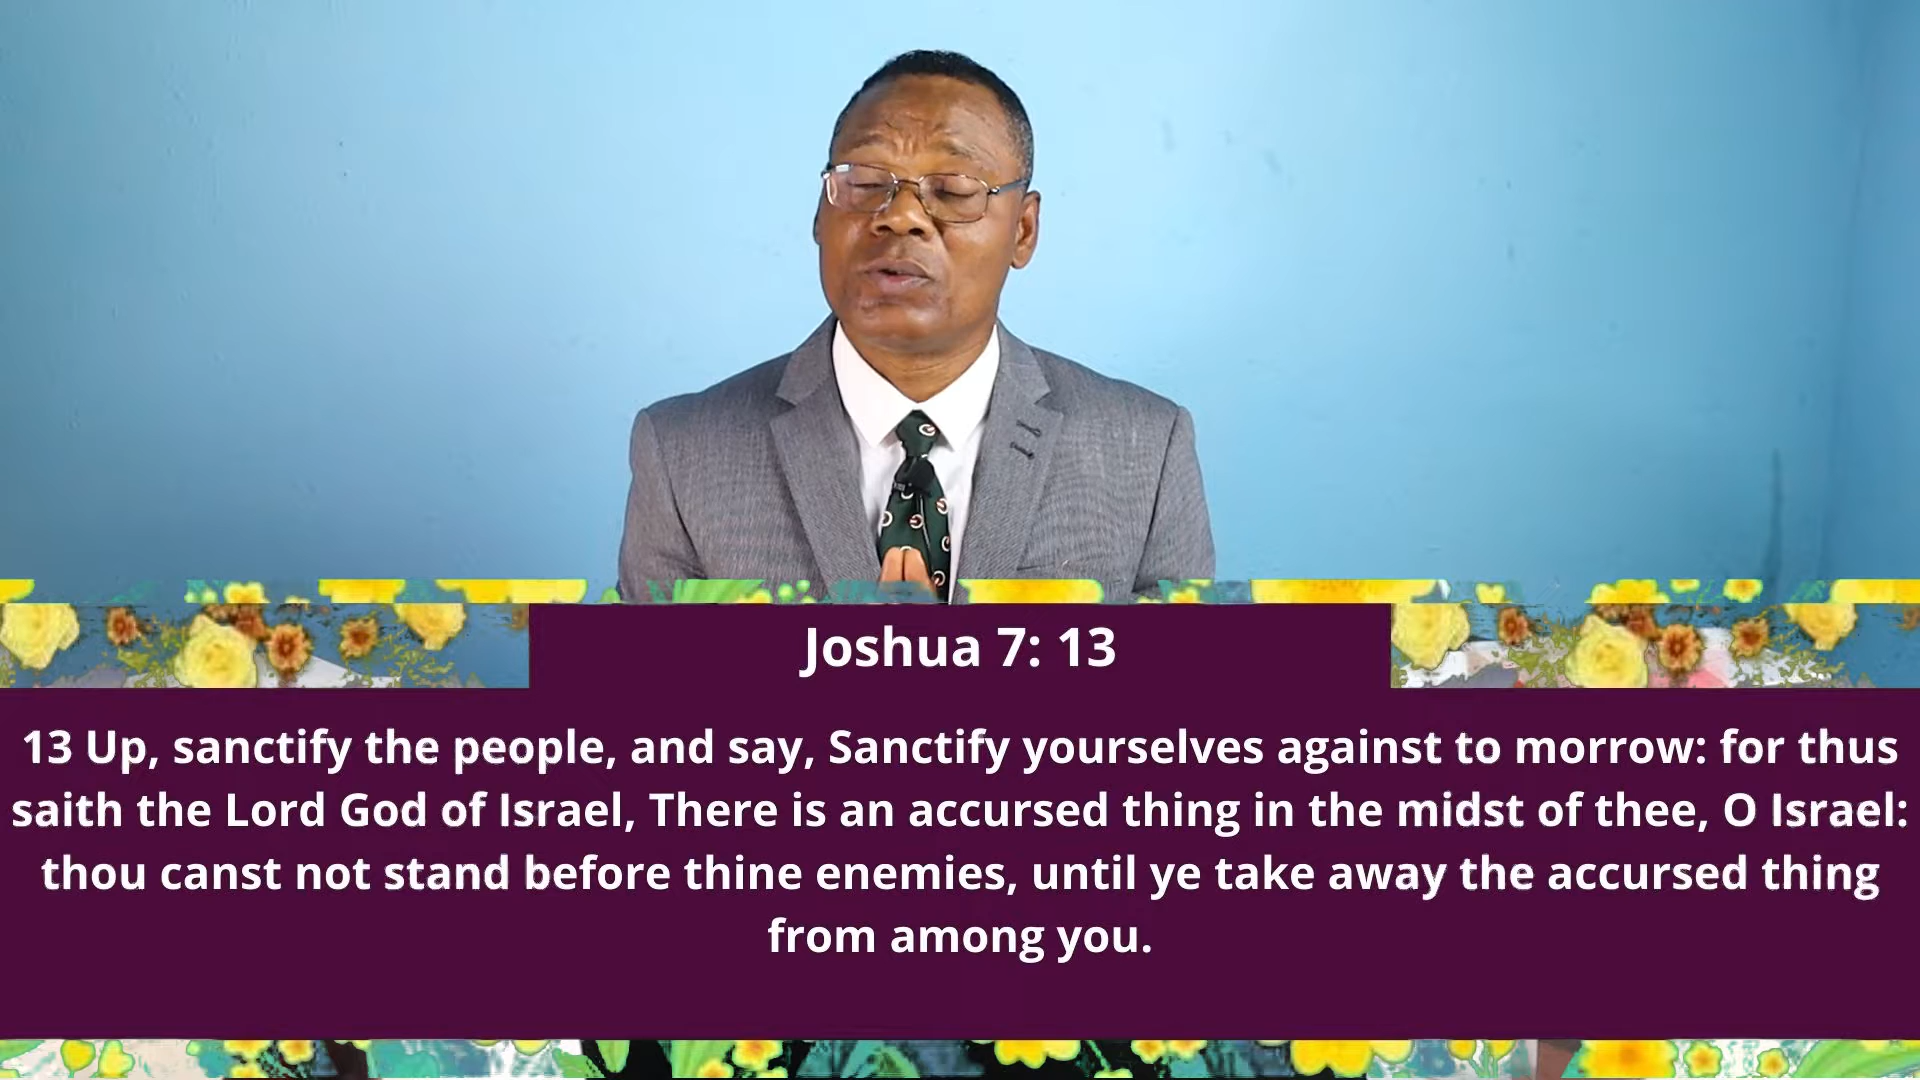 Joshua 7: 13
13 Up, sanctify the people, and say, Sanctify yourselves against to morrow: for thus
saith the Lord God of Israel, There is an accursed thing in the midst of thee, O Israel:
thou canst not stand before thine enemies, until ye take away the accursed thing
from among you.